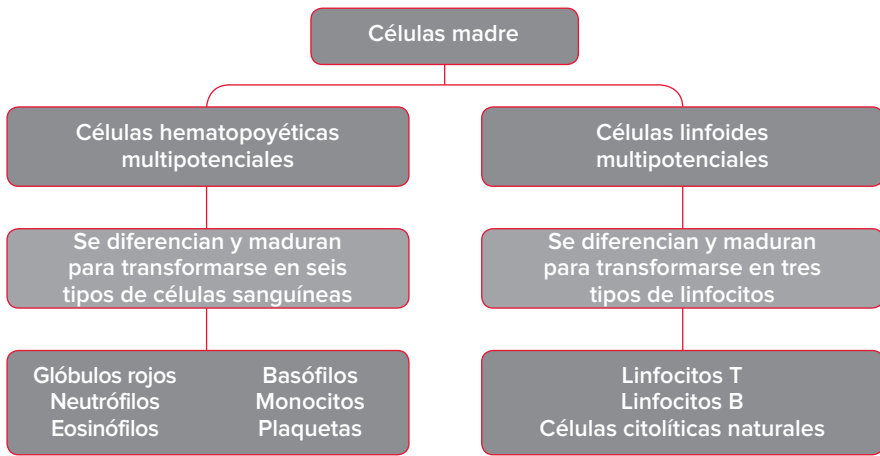 Células madre
Células hematopoyéticas
multipotenciales
Células linfoides
multipotenciales
Se diferencian y maduran
para transformarse en seis
tipos de células sanguíneas
Se diferencian y maduran
para transformarse en tres
tipos de linfocitos
Glóbulos rojos
Neutrófilos
Eosinófilos
Basófilos
Monocitos
Plaquetas
Linfocitos T
Linfocitos B
Células citolíticas naturales